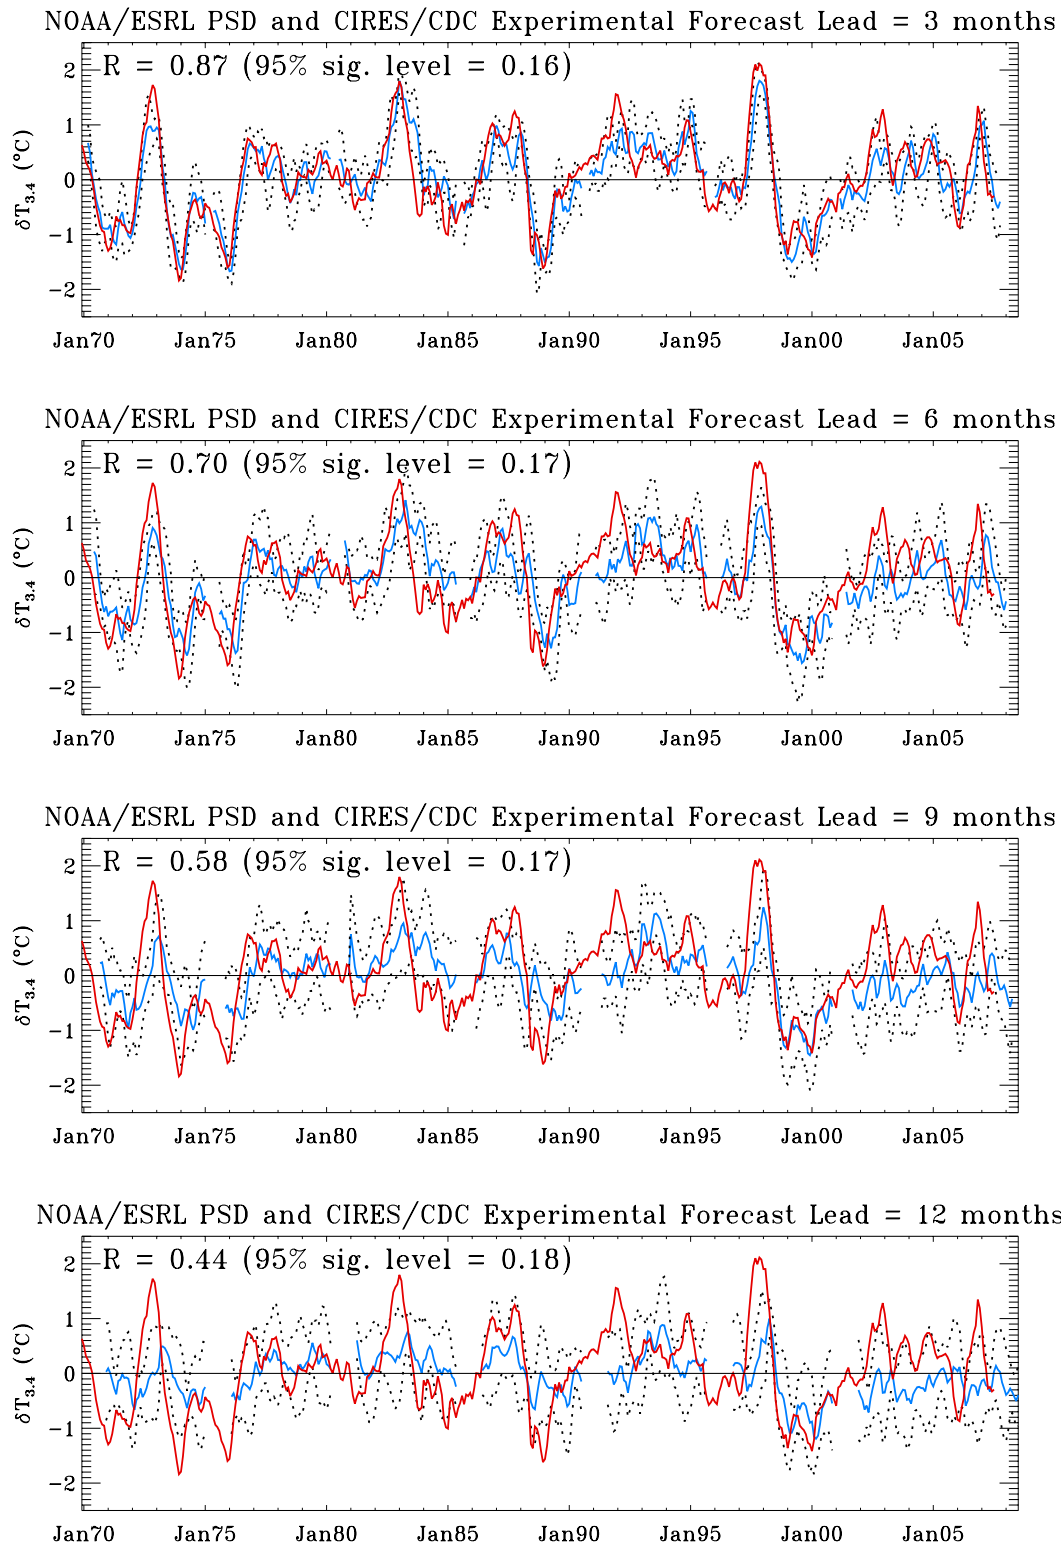 NOAA/ESRL PSD and CIRES/CDC Experimental Forecast Lead = 3 months
R = 0.87 (95% sig. level = 0.16)
2
1
0
−1
−2
δT3.4 (°C)
Jan70 Jan75 Jan80 Jan85 Jan90 Jan95 Jan00 Jan05
NOAA/ESRL PSD and CIRES/CDC Experimental Forecast Lead = 6 months
R = 0.70 (95% sig. level = 0.17)
2
1
0
−1
−2
δT3.4 (°C)
Jan70 Jan75 Jan80 Jan85 Jan90 Jan95 Jan00 Jan05
NOAA/ESRL PSD and CIRES/CDC Experimental Forecast Lead = 9 months
R = 0.58 (95% sig. level = 0.17)
2
1
0
−1
−2
δT3.4 (°C)
Jan70 Jan75 Jan80 Jan85 Jan90 Jan95 Jan00 Jan05
NOAA/ESRL PSD and CIRES/CDC Experimental Forecast Lead = 12 months
R = 0.44 (95% sig. level = 0.18)
2
1
0
−1
−2
δT3.4 (°C)
Jan70 Jan75 Jan80 Jan85 Jan90 Jan95 Jan00 Jan05